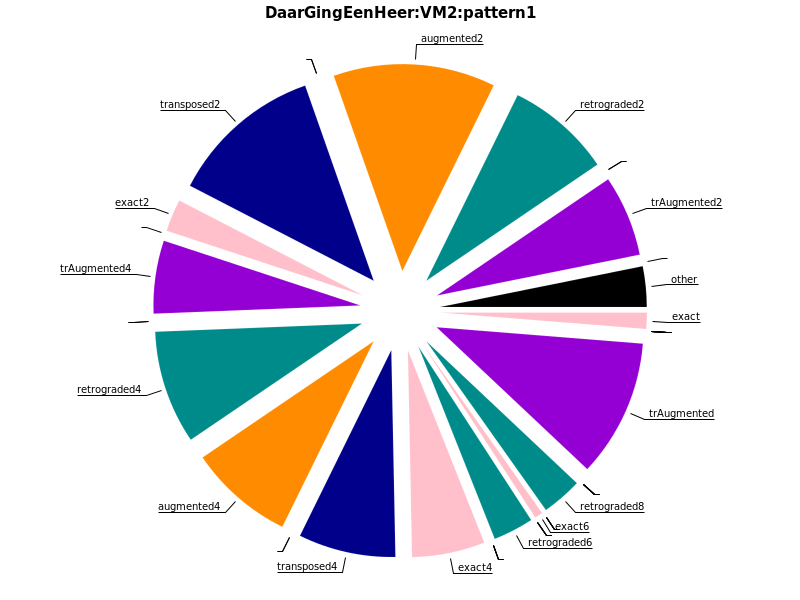 DaarGingEenHeer:VM2:pattern1
augmented2
transposed2
retrograded2
exact2
trAugmented2
trAugmented4
other
exact
retrograded4
trAugmented
augmented4
retrograded8
exact6
retrograded6
transposed4
exact4